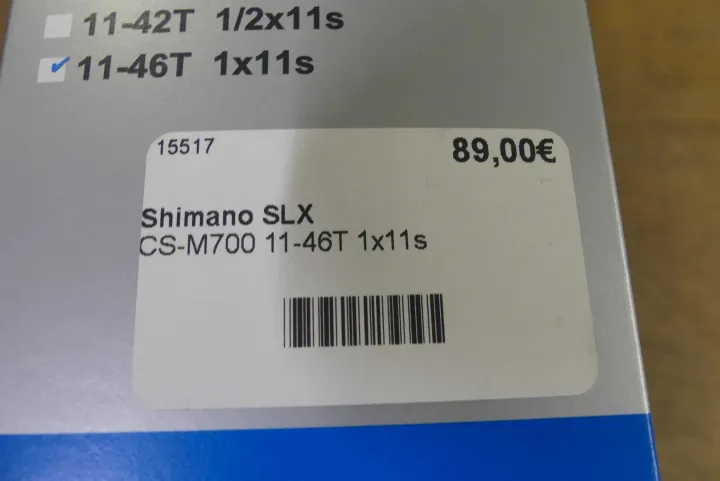 11-42T 1/2x11s
11-46T 1x11s
15517 89,00€
Shimano SLX
CS-M700 11-46T 1x11s